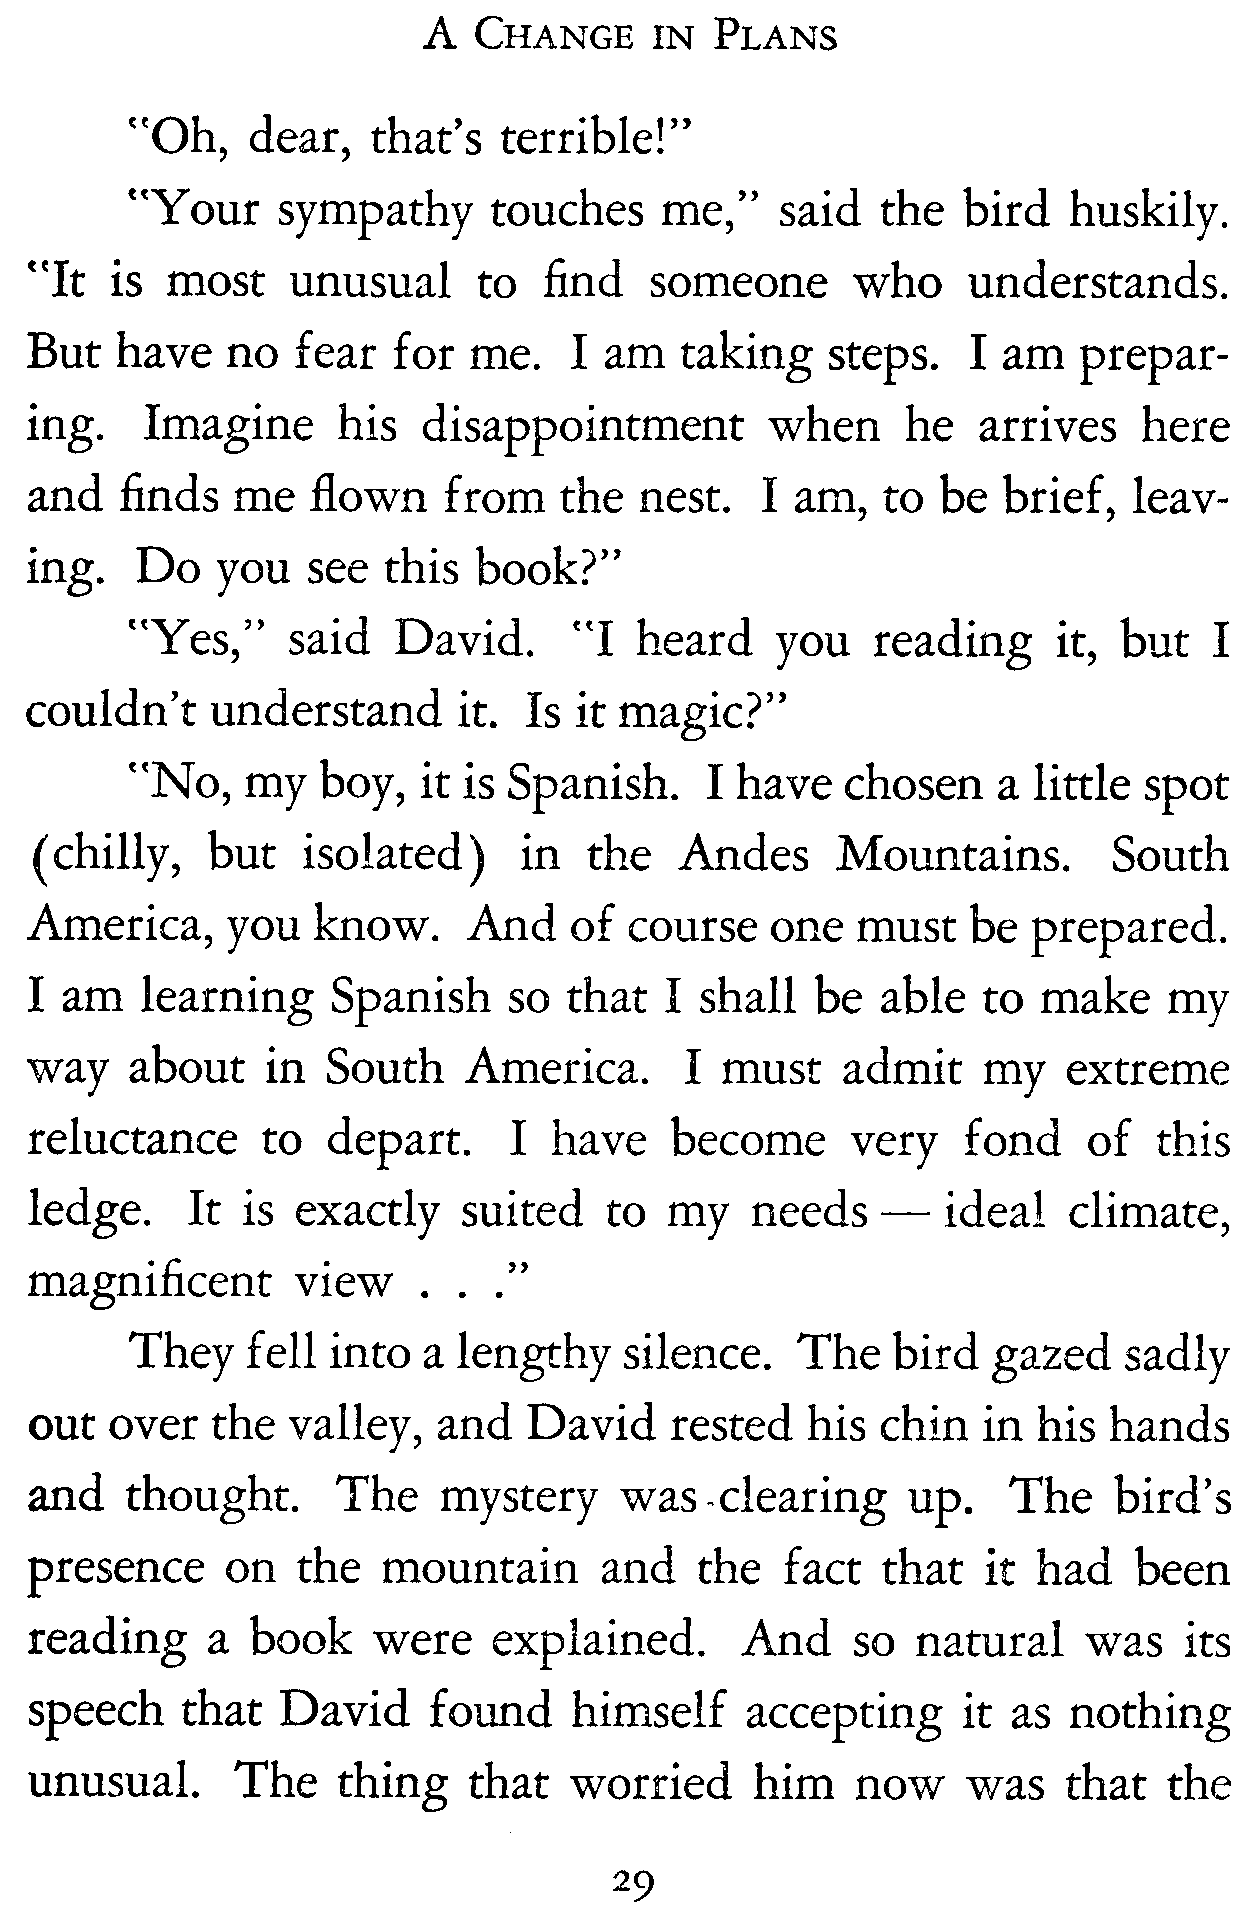 A CHANGE IN PLANS
"Oh, dear, that's terrible!"
"Your sympathy touches me," said the bird huskily.
"It is most unusual to find someone who understands.
But have no fear for me. I am taking steps. I am prepar-
ing. Imagine his disappointment when he arrives here
and finds me flown from the nest. I am, to be brief, leav-
ing. Do you see this book?"
"Yes," said David. "I heard you reading it, but I
couldn't understand it. Is it magic?"
"No, my boy, it is Spanish. I have chosen a little spot
(chilly, but isolated) in the Andes Mountains. South
America, you know. And of course one must be prepared.
I am learning Spanish so that I shall be able to make my
way about in South America. I must admit my extreme
reluctance to depart. I have become very fond of this
ledge. It is exactly suited to my needs — ideal climate,
magnificent view . . ."
They fell into a lengthy silence. The bird gazed sadly
out over the valley, and David rested his chin in his hands
and thought. The mystery was clearing up. The bird's
presence on the mountain and the fact that it had been
reading a book were explained. And so natural was its
speech that David found himself accepting it as nothing
unusual. The thing that worried him now was that the
29